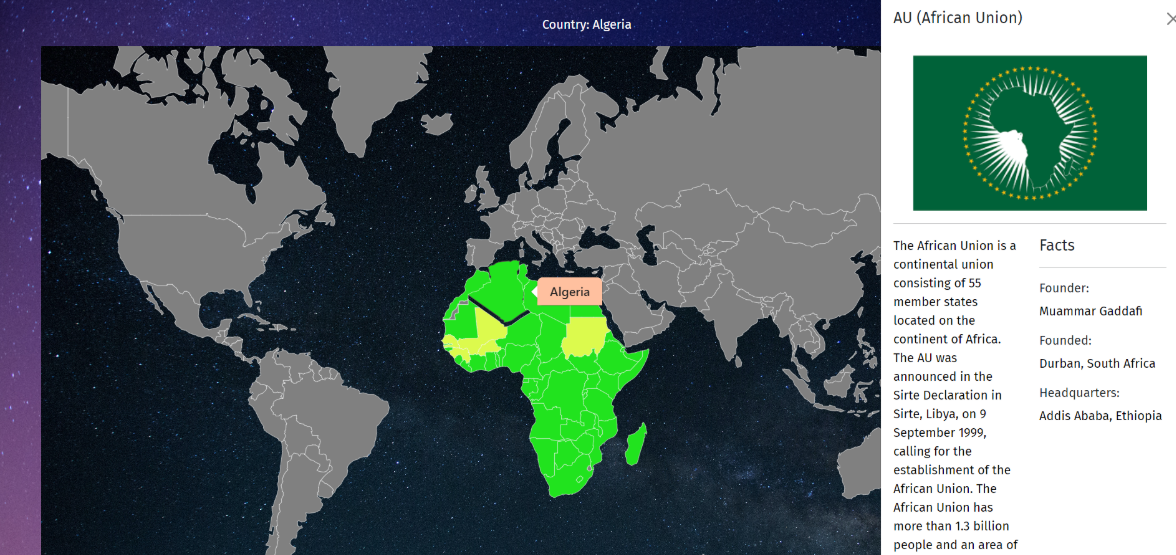 Country: Algeria
Algeria
AU (African Union)
The African Union is a
continental union
consisting of 55
member states
located on the
continent of Africa.
The AU was
announced in the
Sirte Declaration in
Sirte, Libya, on 9
September 1999,
calling for the
establishment of the
African Union. The
African Union has
more than 1.3 billion
people and an area of
Facts
Founder:
Muammar Gaddafi
Founded:
Durban, South Africa
Headquarters:
Addis Ababa, Ethiopia